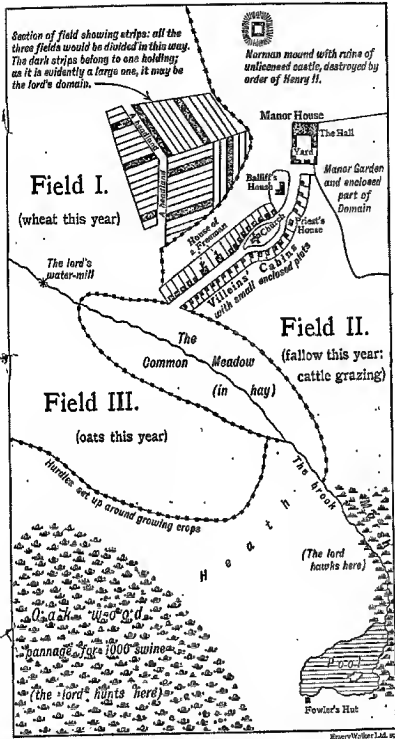 Section of field showing strips: all the
three fields would be divided in this way.
The dark strips belong to one holding;
as it is evidently a large one, it may be
the lord's domain.
Norman mound with ruins of
unlicensed castle, destroyed by
order of Henry II.
Manor House
The Hall
Yard
Manor Garden
and enclosed
part of
Domain
A headland
A headland
Field I.
(wheat this year)
Bailiff's
House
Church
Priest's
House
House of
a Freeman
Villeins' Cabins
with small enclosed plots
The lord's
water-mill
The
Common Meadow
(in hay)
Field II.
(fallow this year:
cattle grazing)
Field III.
(oats this year)
Hurdles set up around growing crops
The brook
Heath
(The lord
hawks here)
Oak wood
pannage for 1000 swine
(the lord hunts here)
Pool
Fowler's Hut
Emery Walker Ltd.